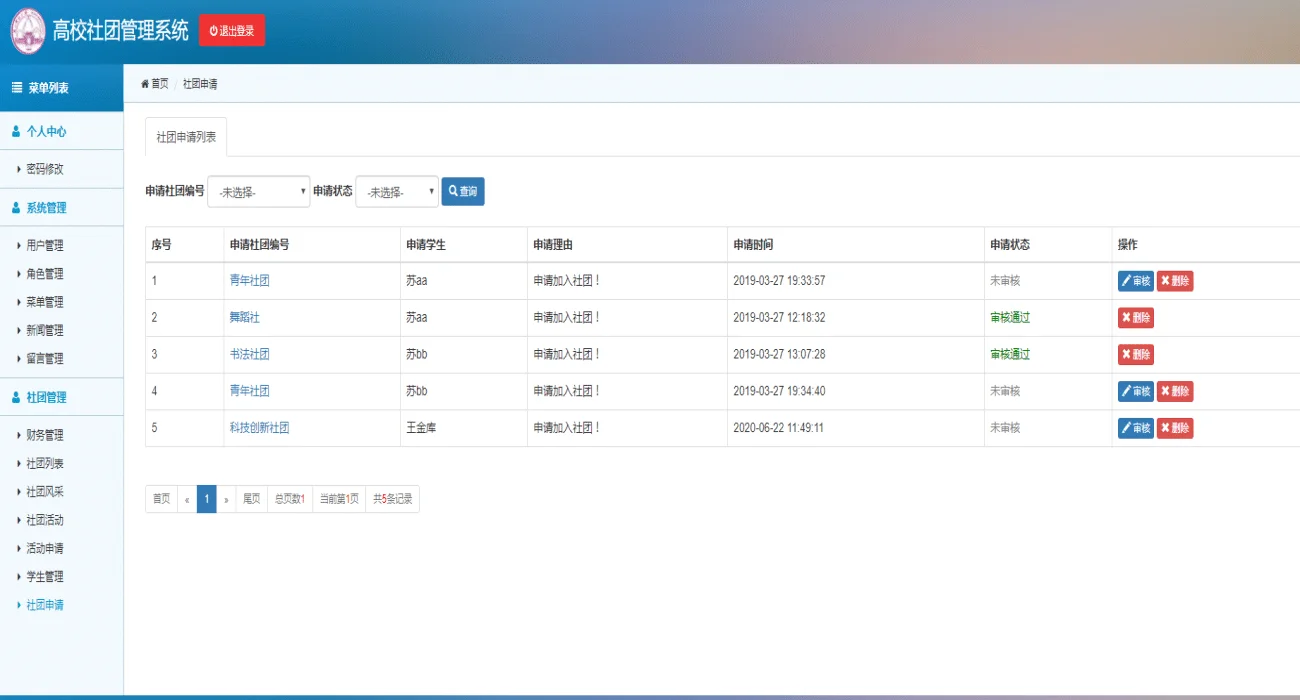 高校社团管理系统 退出登录
菜单列表
首页 / 社团申请
个人中心
密码修改
系统管理
用户管理
角色管理
菜单管理
新闻管理
留言管理
社团管理
财务管理
社团列表
社团风采
社团活动
活动申请
学生管理
社团申请
社团申请列表
申请社团编号 -未选择- 申请状态 -未选择- 查询
序号 申请社团编号 申请学生 申请理由 申请时间 申请状态 操作
1 青年社团 苏aa 申请加入社团！ 2019-03-27 19:33:57 未审核 审核 删除
2 舞蹈社 苏aa 申请加入社团！ 2019-03-27 12:18:32 审核通过 删除
3 书法社团 苏bb 申请加入社团！ 2019-03-27 13:07:28 审核通过 删除
4 青年社团 苏bb 申请加入社团！ 2019-03-27 19:34:40 未审核 审核 删除
5 科技创新社团 王金库 申请加入社团！ 2020-06-22 11:49:11 未审核 审核 删除
首页 « 1 » 尾页 总页数1 当前第1页 共5条记录